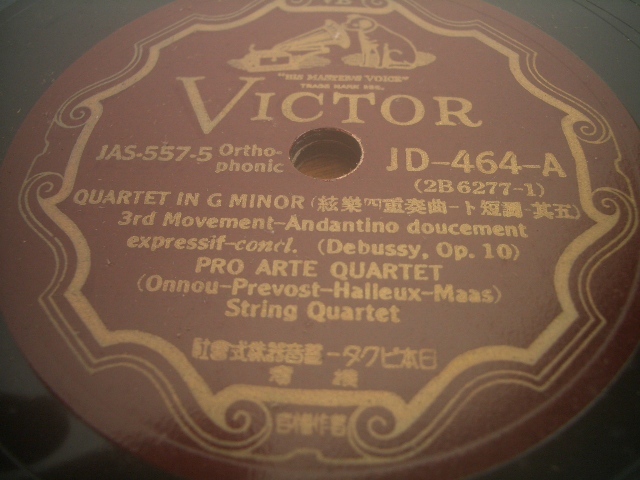 "HIS MASTER'S VOICE"
TRADE MARK REG.
VICTOR
JAS-557-5 Ortho-phonic
JD-464-A
(2B6277-1)
QUARTET IN G MINOR (絃樂四重奏曲-ト短調-其五)
3rd Movement-Andantino doucement
expressif-concl. (Debussy, Op. 10)
PRO ARTE QUARTET
(Onnou-Prevost-Halleux-Maas)
String Quartet
日本ビクター蓄音器株式會社